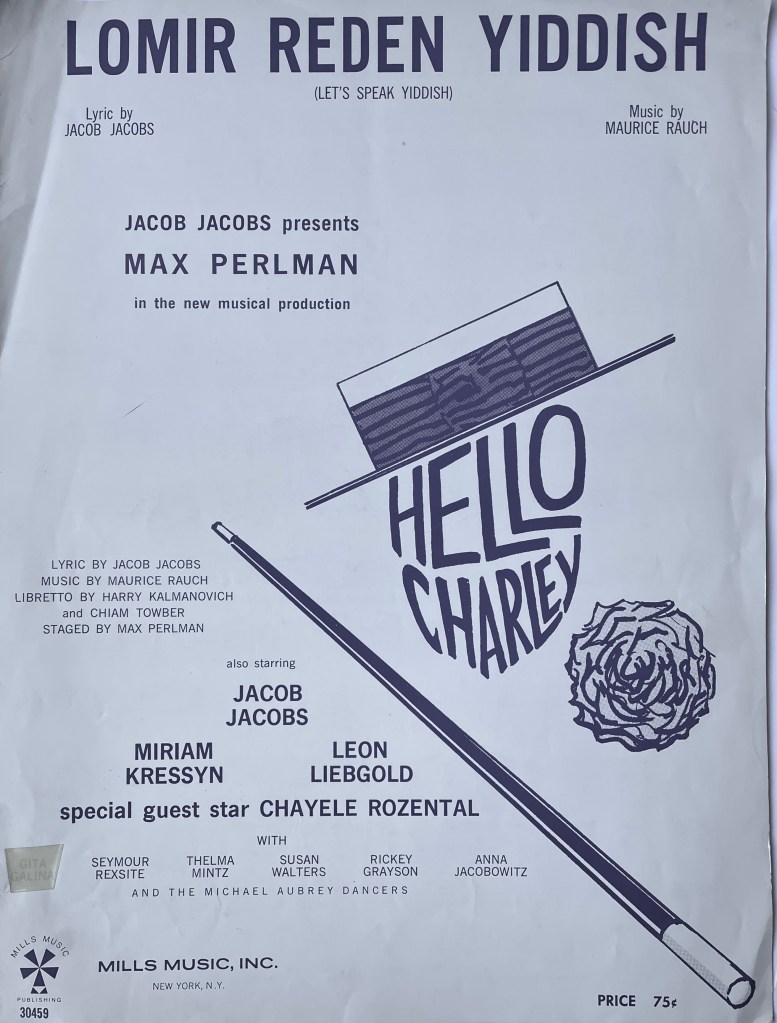 LOMIR REDEN YIDDISH
(LET'S SPEAK YIDDISH)
Lyric by
JACOB JACOBS
Music by
MAURICE RAUCH
JACOB JACOBS presents
MAX PERLMAN
in the new musical production
HELLO
CHARLEY
LYRIC BY JACOB JACOBS
MUSIC BY MAURICE RAUCH
LIBRETTO BY HARRY KALMANOVICH
and CHIAM TOWBER
STAGED BY MAX PERLMAN
also starring
JACOB
JACOBS
MIRIAM
KRESSYN
LEON
LIEBGOLD
special guest star CHAYELE ROZENTAL
WITH
GITA
GALINA
SEYMOUR
REXSITE
THELMA
MINTZ
SUSAN
WALTERS
RICKEY
GRAYSON
ANNA
JACOBOWITZ
AND THE MICHAEL AUBREY DANCERS
MILLS MUSIC
PUBLISHING
30459
MILLS MUSIC, INC.
NEW YORK, N.Y.
PRICE 75¢